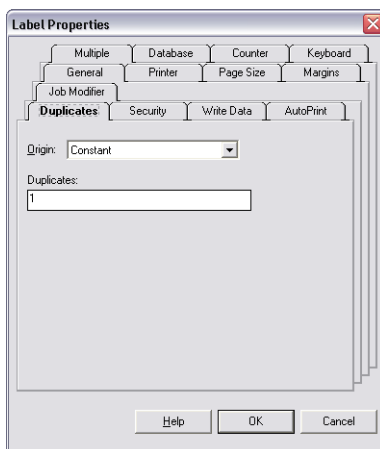 Label Properties
Multiple Database Counter Keyboard
General Printer Page Size Margins
Job Modifier
Duplicates Security Write Data AutoPrint
Origin: Constant
Duplicates:
1
Help OK Cancel